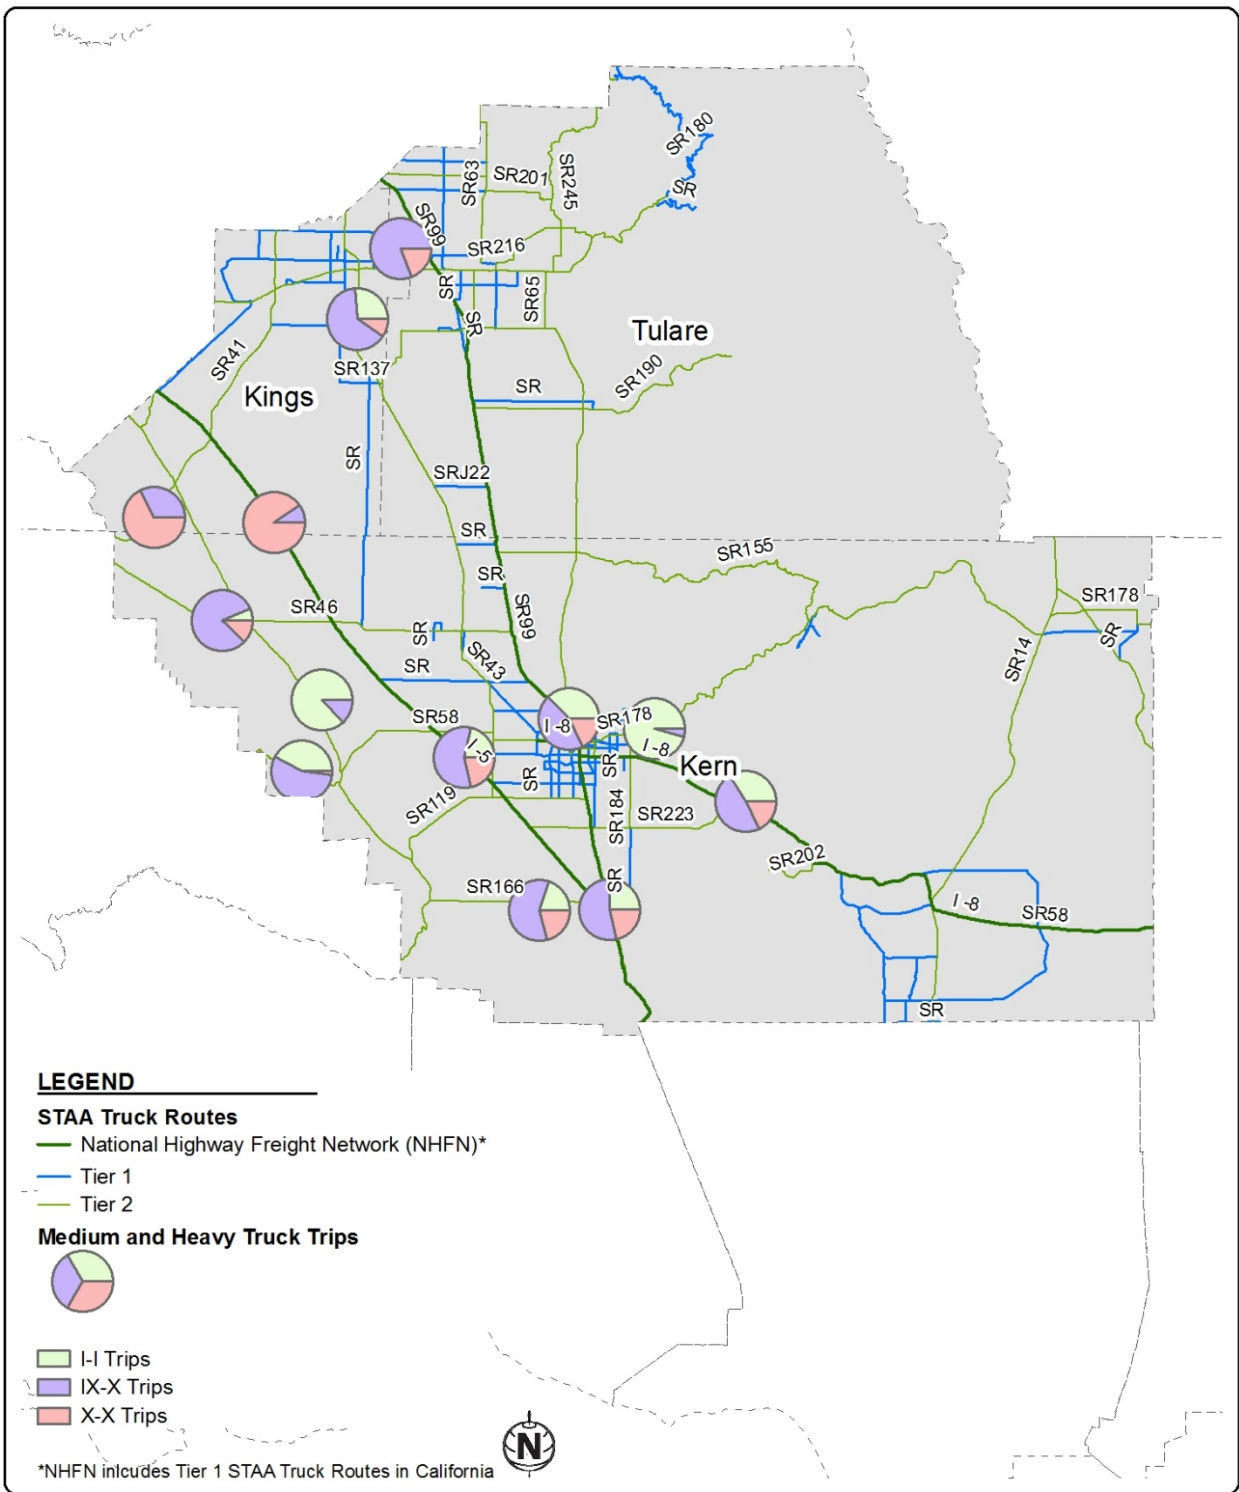 SR180
SR63
SR201
SR245
SR
SR99
SR216
SR
SR65
SR
Tulare
SR41
SR137
SR190
SR
Kings
SR
SRJ22
SR
SR155
SR
SR178
SR46
SR99
SR
SR
SR43
SR14
SR
SR58
I -8
SR178
I -5
I -8
SR
Kern
SR
SR119
SR184
SR223
SR202
SR166
SR
I -8
SR58
SR
LEGEND
STAA Truck Routes
National Highway Freight Network (NHFN)*
Tier 1
Tier 2
Medium and Heavy Truck Trips
I-I Trips
IX-X Trips
X-X Trips
N
*NHFN inlcudes Tier 1 STAA Truck Routes in California